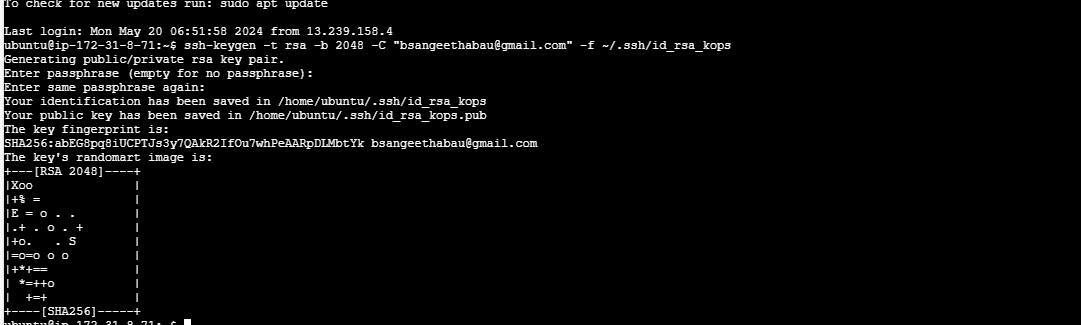 To check for new updates run: sudo apt update
Last login: Mon May 20 06:51:58 2024 from 13.239.158.4
ubuntu@ip-172-31-8-71:~$ ssh-keygen -t rsa -b 2048 -C "bsangeethabau@gmail.com" -f ~/.ssh/id_rsa_kops
Generating public/private rsa key pair.
Enter passphrase (empty for no passphrase):
Enter same passphrase again:
Your identification has been saved in /home/ubuntu/.ssh/id_rsa_kops
Your public key has been saved in /home/ubuntu/.ssh/id_rsa_kops.pub
The key fingerprint is:
SHA256:abEG8pq8iUCPTJs3y7QAkR2IfOu7whPeAARpDLMbtYk bsangeethabau@gmail.com
The key's randomart image is:
+---[RSA 2048]----+
|Xoo              |
|+% =             |
|E = o . .        |
|.+ . o . +       |
|+o.   . S        |
|=o=o o o         |
|+*+==            |
| *=++o           |
|  +=+            |
+----[SHA256]-----+
ubuntu@ip-172-31-8-71:~$